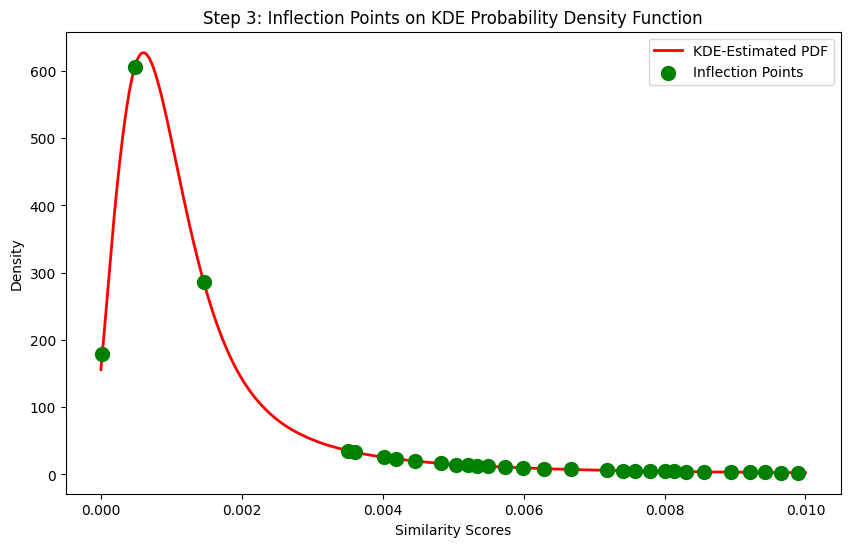 Step 3: Inflection Points on KDE Probability Density Function
KDE-Estimated PDF
Inflection Points
600
500
400
300
200
100
0
Density
0.000
0.002
0.004
0.006
0.008
0.010
Similarity Scores